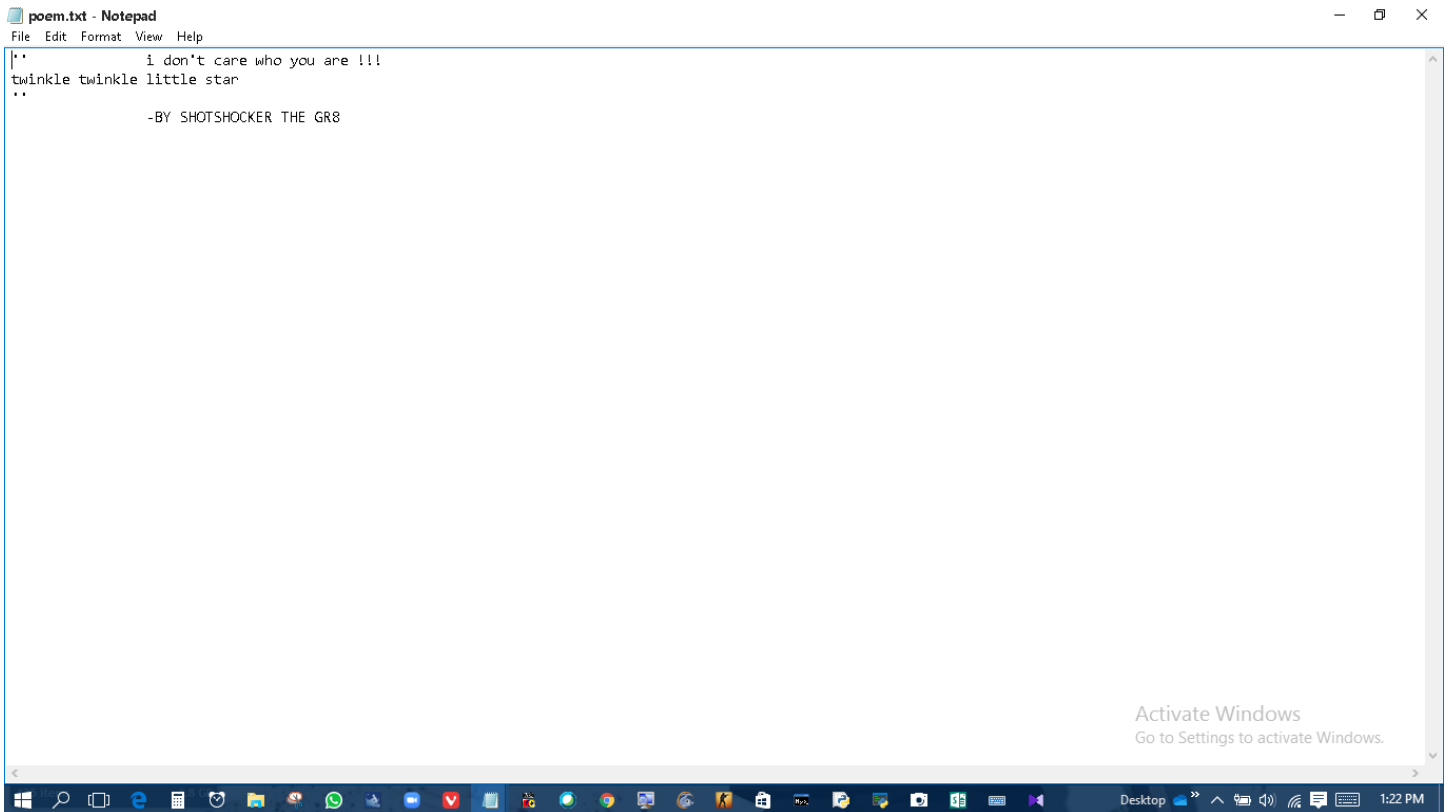 poem.txt - Notepad
File Edit Format View Help
''               i don't care who you are !!!
twinkle twinkle little star
''
                -BY SHOTSHOCKER THE GR8
Activate Windows
Go to Settings to activate Windows.
Desktop
1:22 PM